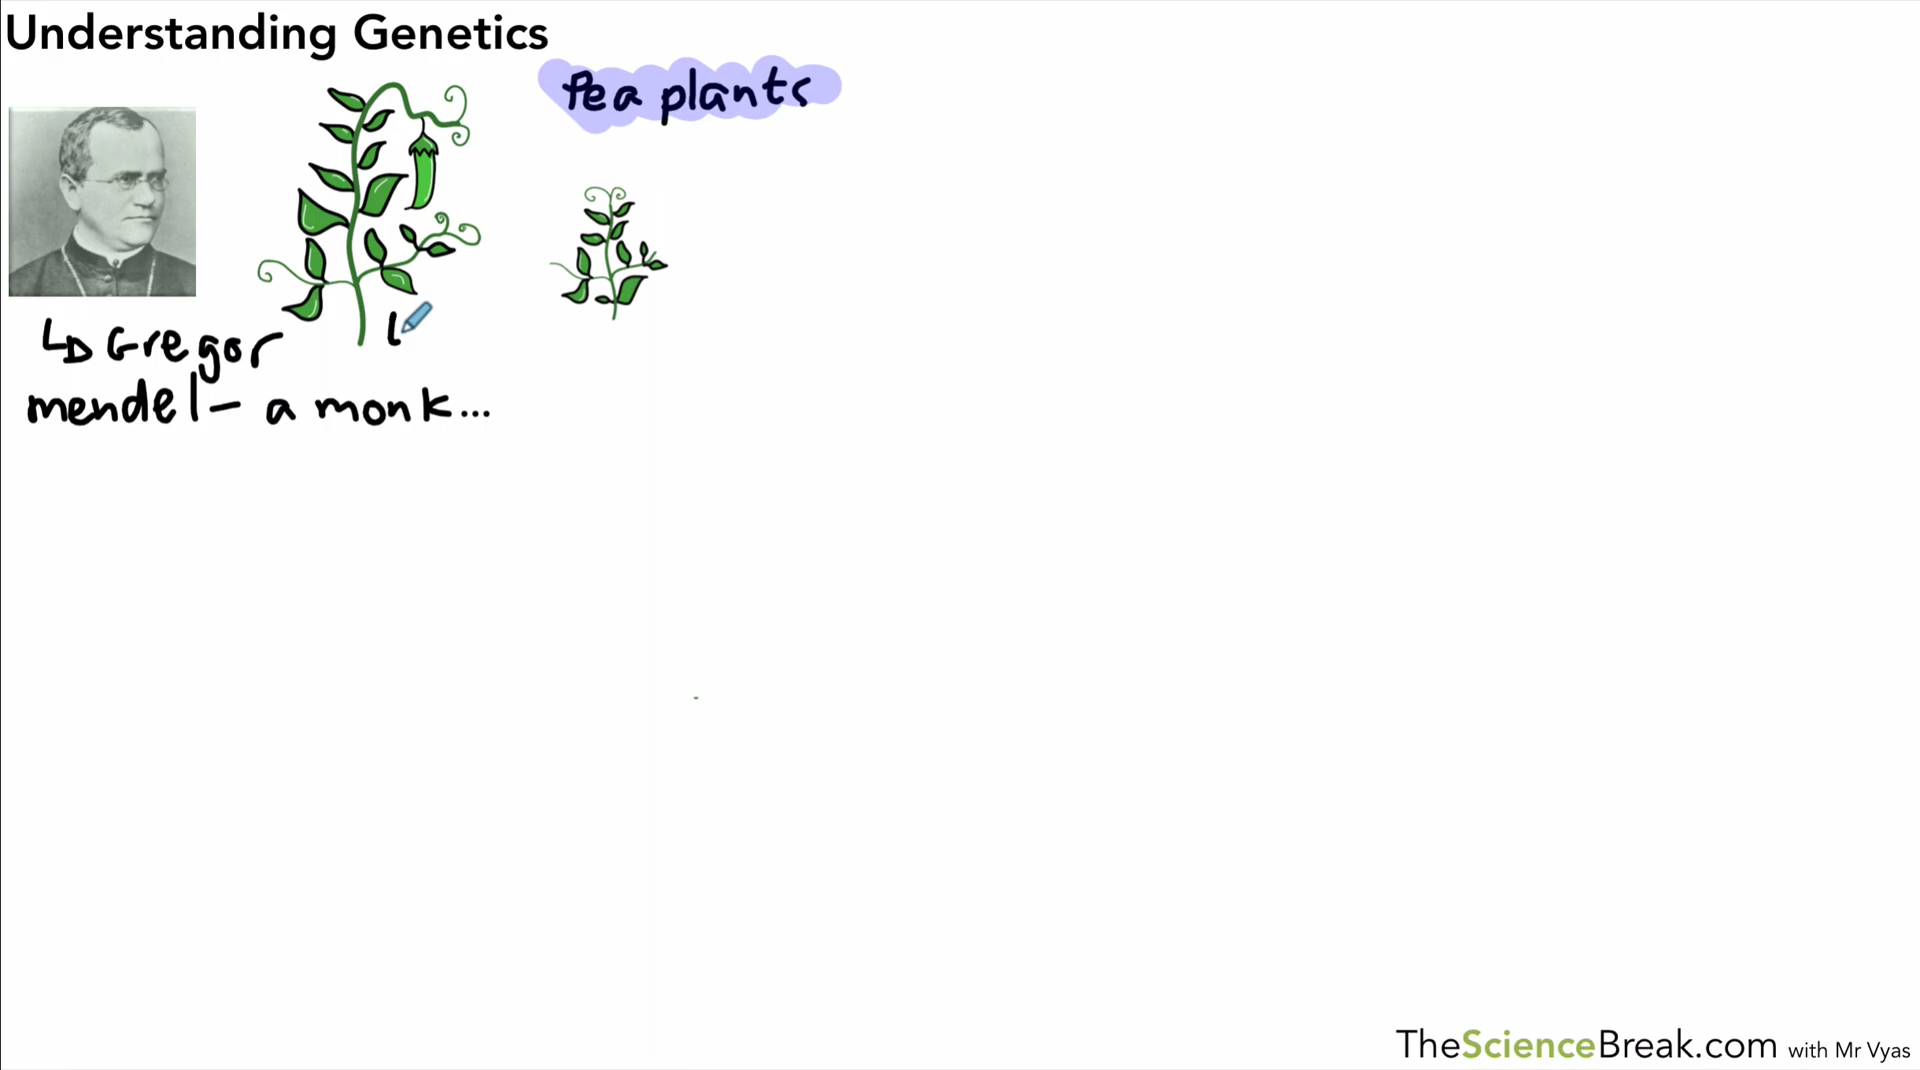 Understanding Genetics
Pea plants
Gregor
mendel – a monk...
TheScienceBreak.com with Mr Vyas